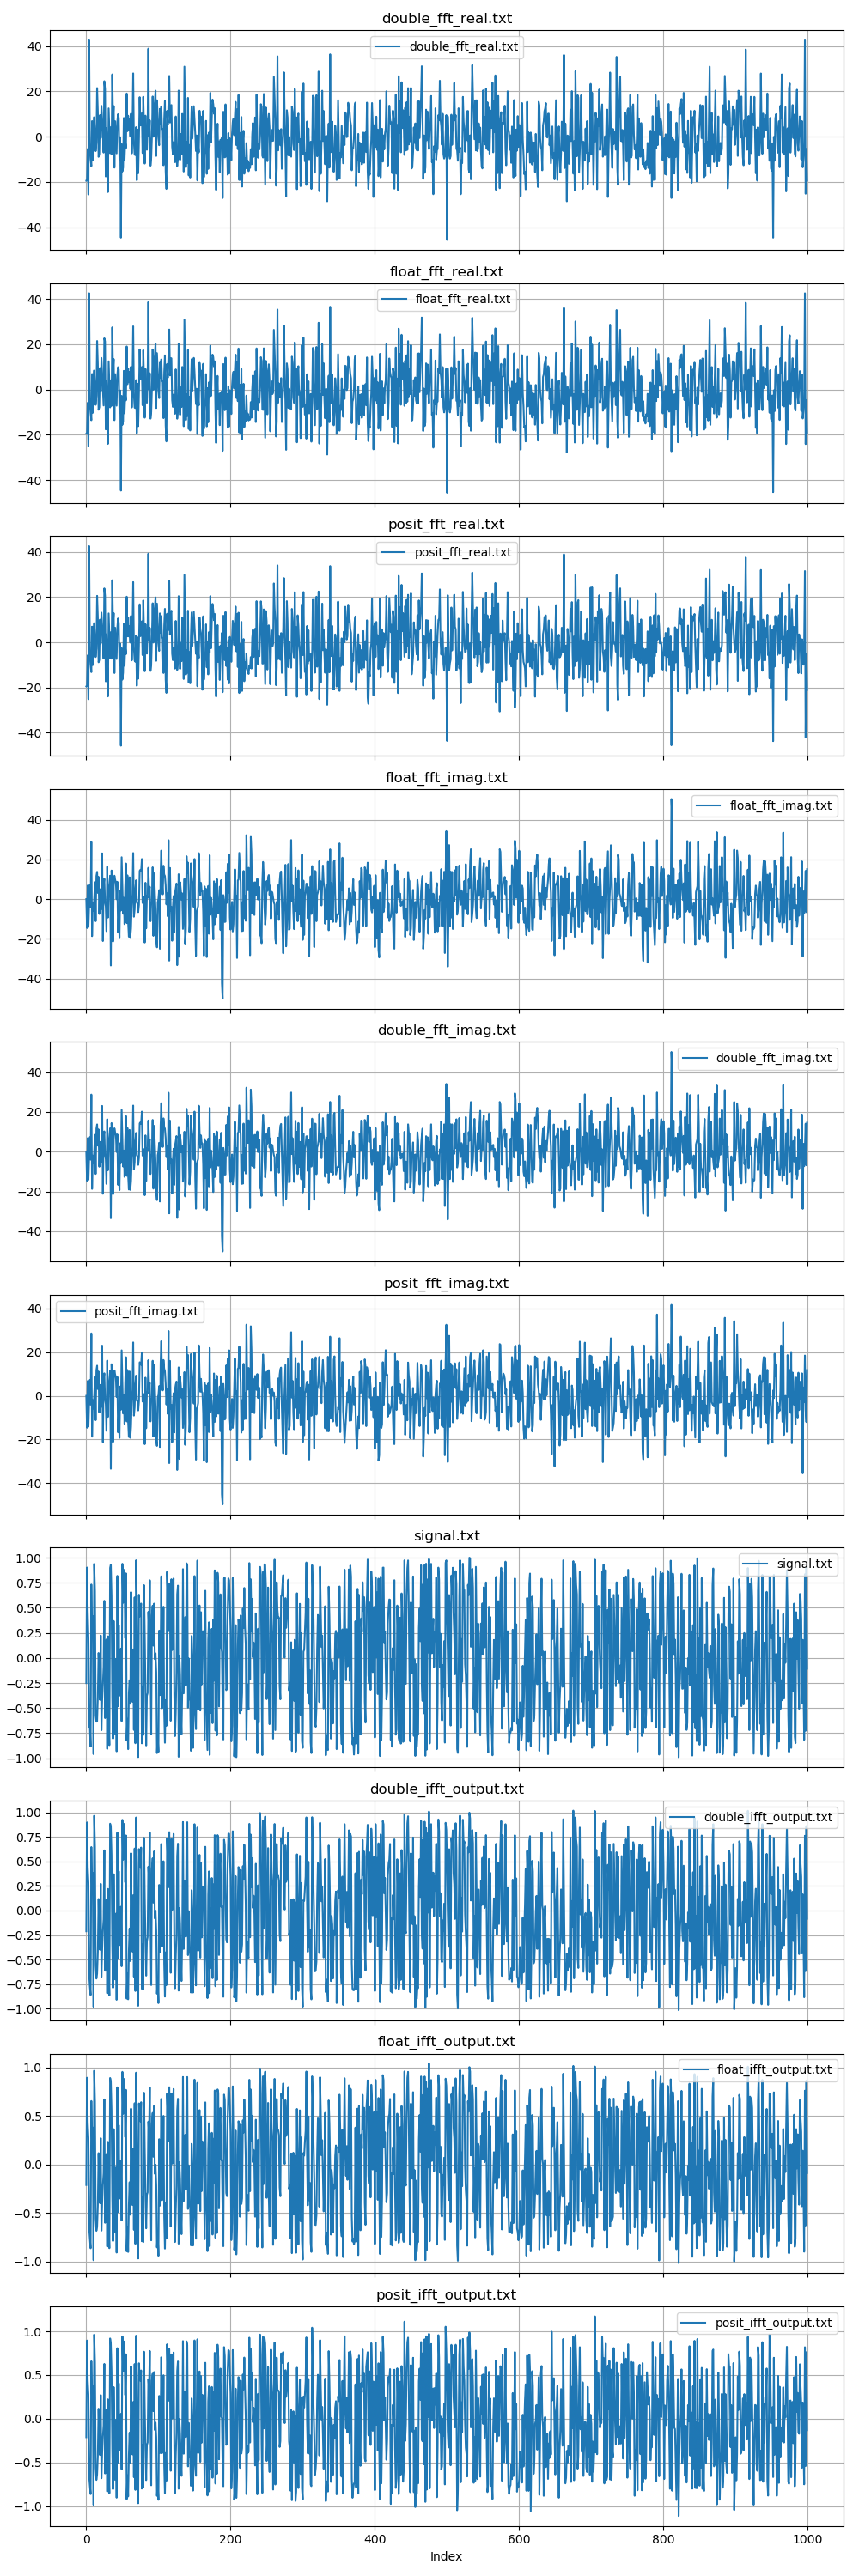 double_fft_real.txt
double_fft_real.txt
40
20
0
−20
−40
float_fft_real.txt
float_fft_real.txt
40
20
0
−20
−40
posit_fft_real.txt
posit_fft_real.txt
40
20
0
−20
−40
float_fft_imag.txt
float_fft_imag.txt
40
20
0
−20
−40
double_fft_imag.txt
double_fft_imag.txt
40
20
0
−20
−40
posit_fft_imag.txt
posit_fft_imag.txt
40
20
0
−20
−40
signal.txt
signal.txt
1.00
0.75
0.50
0.25
0.00
−0.25
−0.50
−0.75
−1.00
double_ifft_output.txt
double_ifft_output.txt
1.00
0.75
0.50
0.25
0.00
−0.25
−0.50
−0.75
−1.00
float_ifft_output.txt
float_ifft_output.txt
1.0
0.5
0.0
−0.5
−1.0
posit_ifft_output.txt
posit_ifft_output.txt
1.0
0.5
0.0
−0.5
−1.0
0 200 400 600 800 1000
Index